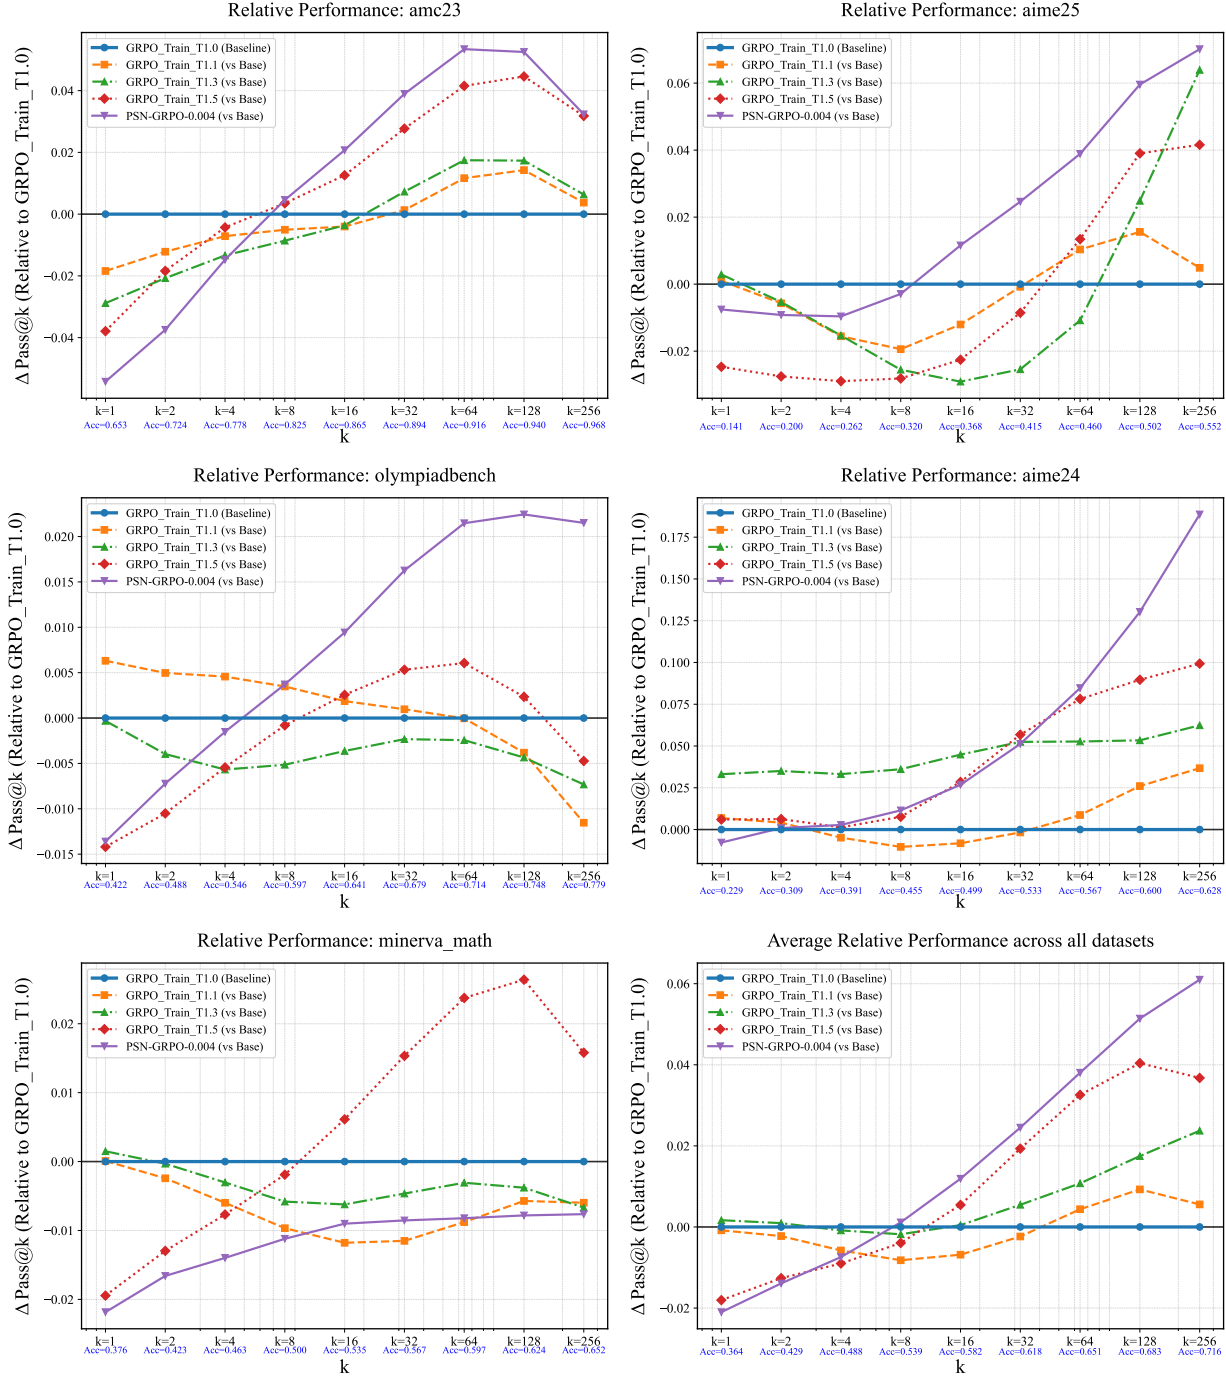 Relative Performance: amc23
Δ Pass@k (Relative to GRPO_Train_T1.0)
GRPO_Train_T1.0 (Baseline)
GRPO_Train_T1.1 (vs Base)
GRPO_Train_T1.3 (vs Base)
GRPO_Train_T1.5 (vs Base)
PSN-GRPO-0.004 (vs Base)
0.04
0.02
0.00
−0.02
−0.04
k=1 k=2 k=4 k=8 k=16 k=32 k=64 k=128 k=256
Acc=0.653 Acc=0.724 Acc=0.778 Acc=0.825 Acc=0.865 Acc=0.894 Acc=0.916 Acc=0.940 Acc=0.968
k
Relative Performance: aime25
Δ Pass@k (Relative to GRPO_Train_T1.0)
GRPO_Train_T1.0 (Baseline)
GRPO_Train_T1.1 (vs Base)
GRPO_Train_T1.3 (vs Base)
GRPO_Train_T1.5 (vs Base)
PSN-GRPO-0.004 (vs Base)
0.06
0.04
0.02
0.00
−0.02
k=1 k=2 k=4 k=8 k=16 k=32 k=64 k=128 k=256
Acc=0.141 Acc=0.200 Acc=0.262 Acc=0.320 Acc=0.368 Acc=0.415 Acc=0.460 Acc=0.502 Acc=0.552
k
Relative Performance: olympiadbench
Δ Pass@k (Relative to GRPO_Train_T1.0)
GRPO_Train_T1.0 (Baseline)
GRPO_Train_T1.1 (vs Base)
GRPO_Train_T1.3 (vs Base)
GRPO_Train_T1.5 (vs Base)
PSN-GRPO-0.004 (vs Base)
0.020
0.015
0.010
0.005
0.000
−0.005
−0.010
−0.015
k=1 k=2 k=4 k=8 k=16 k=32 k=64 k=128 k=256
Acc=0.422 Acc=0.488 Acc=0.546 Acc=0.597 Acc=0.641 Acc=0.679 Acc=0.714 Acc=0.748 Acc=0.779
k
Relative Performance: aime24
Δ Pass@k (Relative to GRPO_Train_T1.0)
GRPO_Train_T1.0 (Baseline)
GRPO_Train_T1.1 (vs Base)
GRPO_Train_T1.3 (vs Base)
GRPO_Train_T1.5 (vs Base)
PSN-GRPO-0.004 (vs Base)
0.175
0.150
0.125
0.100
0.075
0.050
0.025
0.000
k=1 k=2 k=4 k=8 k=16 k=32 k=64 k=128 k=256
Acc=0.229 Acc=0.309 Acc=0.391 Acc=0.455 Acc=0.499 Acc=0.533 Acc=0.567 Acc=0.600 Acc=0.628
k
Relative Performance: minerva_math
Δ Pass@k (Relative to GRPO_Train_T1.0)
GRPO_Train_T1.0 (Baseline)
GRPO_Train_T1.1 (vs Base)
GRPO_Train_T1.3 (vs Base)
GRPO_Train_T1.5 (vs Base)
PSN-GRPO-0.004 (vs Base)
0.02
0.01
0.00
−0.01
−0.02
k=1 k=2 k=4 k=8 k=16 k=32 k=64 k=128 k=256
Acc=0.376 Acc=0.423 Acc=0.463 Acc=0.500 Acc=0.535 Acc=0.567 Acc=0.597 Acc=0.624 Acc=0.652
k
Average Relative Performance across all datasets
Δ Pass@k (Relative to GRPO_Train_T1.0)
GRPO_Train_T1.0 (Baseline)
GRPO_Train_T1.1 (vs Base)
GRPO_Train_T1.3 (vs Base)
GRPO_Train_T1.5 (vs Base)
PSN-GRPO-0.004 (vs Base)
0.06
0.04
0.02
0.00
−0.02
k=1 k=2 k=4 k=8 k=16 k=32 k=64 k=128 k=256
Acc=0.364 Acc=0.429 Acc=0.488 Acc=0.539 Acc=0.582 Acc=0.618 Acc=0.651 Acc=0.683 Acc=0.716
k